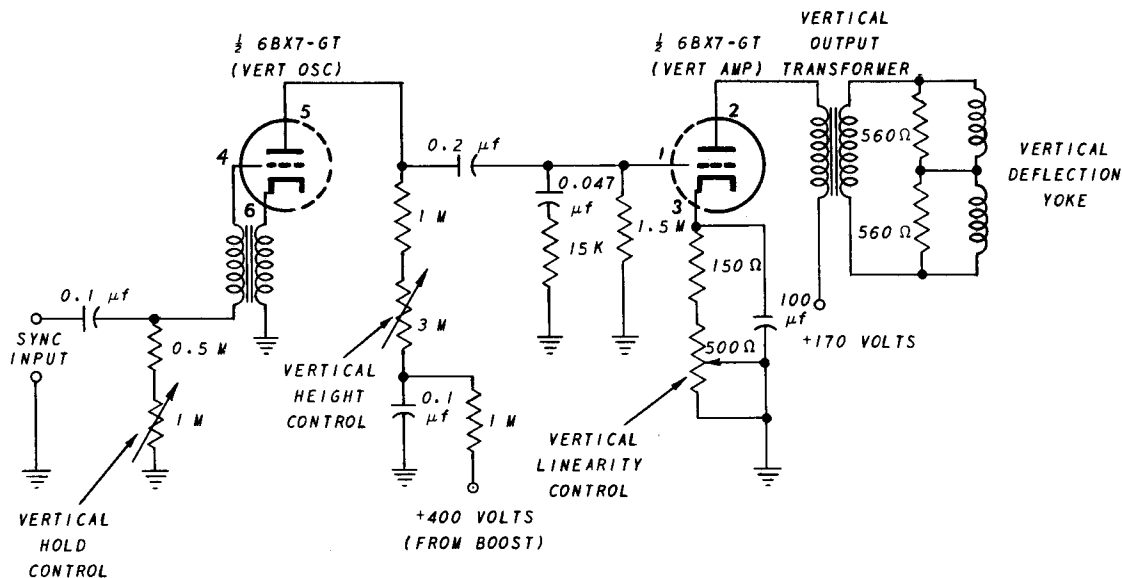 ½ 6BX7-GT
(VERT OSC)
5
4
6
0.1 µf
SYNC
INPUT
0.5 M
1 M
VERTICAL
HOLD
CONTROL
0.2 µf
1 M
3 M
VERTICAL
HEIGHT
CONTROL
0.1
µf
1 M
+400 VOLTS
(FROM BOOST)
0.047
µf
15K
1.5 M
½ 6BX7-GT
(VERT AMP)
2
1
3
150 Ω
500Ω
100
µf
VERTICAL
LINEARITY
CONTROL
VERTICAL
OUTPUT
TRANSFORMER
+170 VOLTS
560Ω
560Ω
VERTICAL
DEFLECTION
YOKE